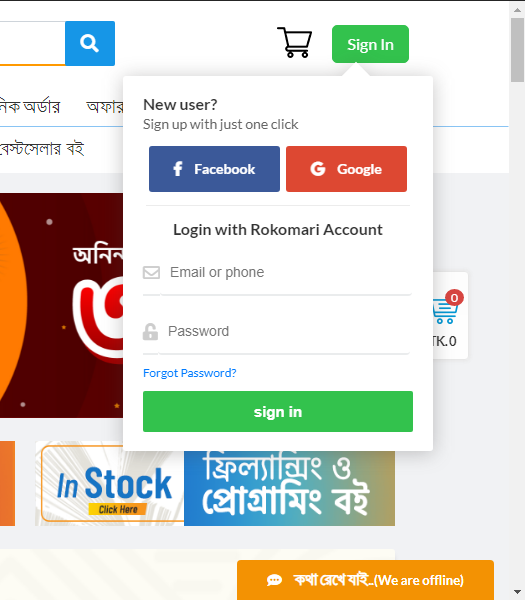 Sign In
New user?
Sign up with just one click
Facebook
Google
অর্ডার
অফার
বেস্টসেলার বই
Login with Rokomari Account
Email or phone
0
TK.0
Password
Forgot Password?
sign in
In Stock
Click Here
ফ্রিল্যান্সিং ও
প্রোগ্রামিং বই
কথা রেখে যাই..(We are offline)